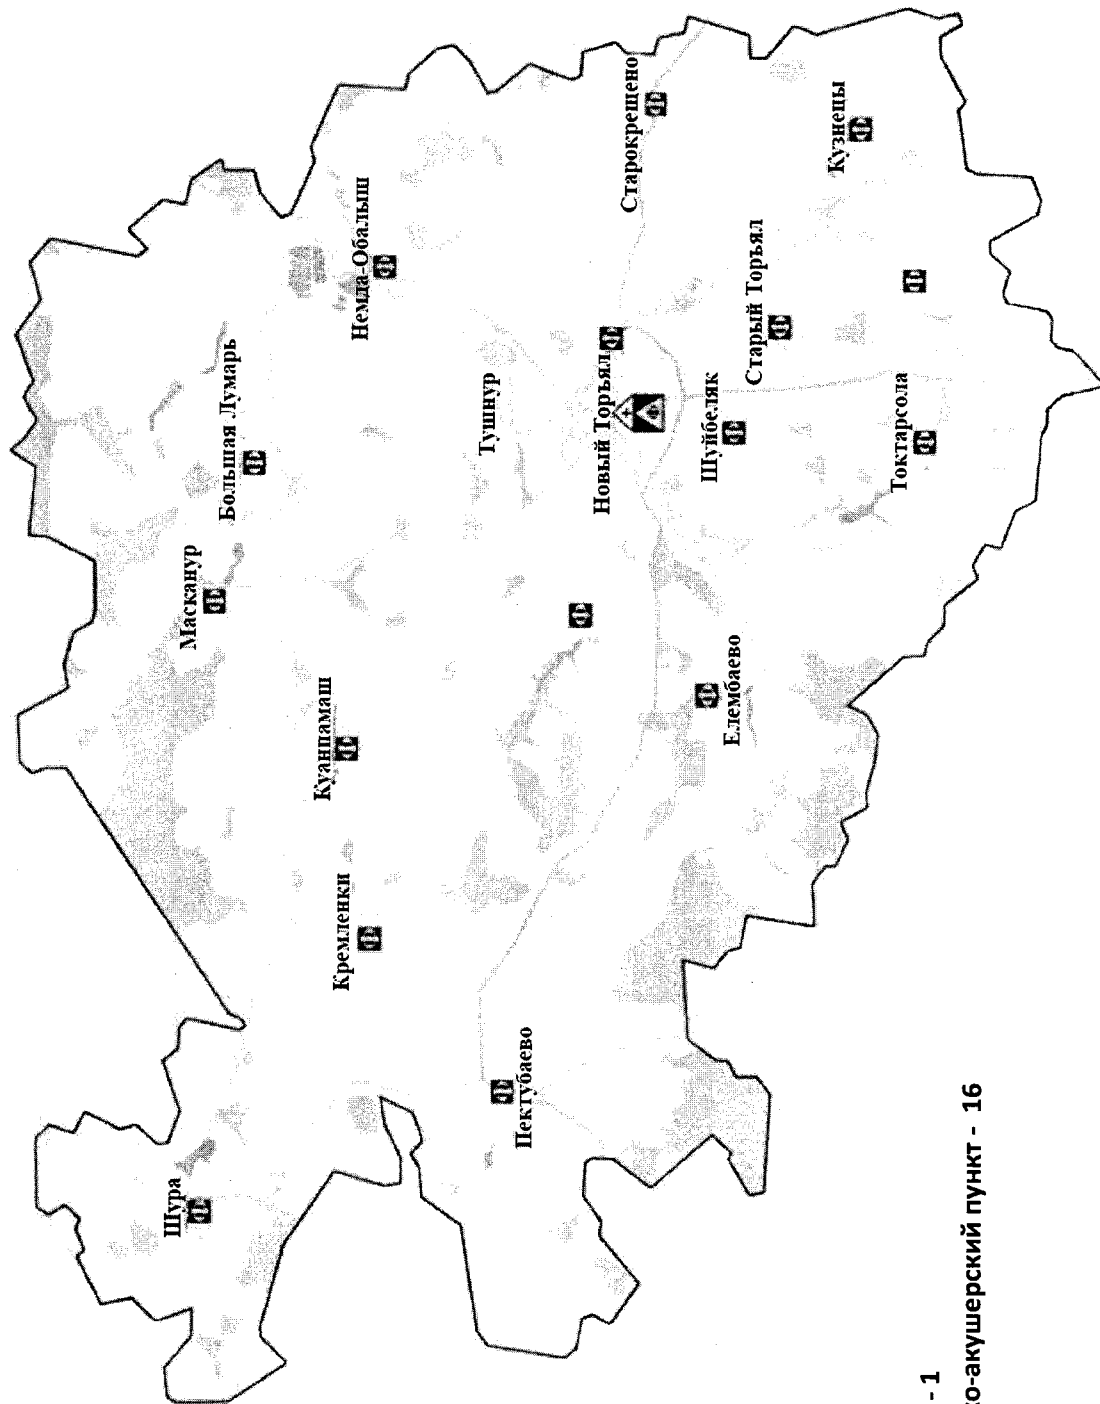 Шура
Масканур
Большая Лумарь
Куанпамаш
Кремленки
Немда-Обалыш
Тушнур
Пектубаево
Новый Торъял
Старокрещено
Шуйбеляк
Елембаево
Старый Торъял
Кузнецы
Токтарсола
- 1
ко-акушерский пункт - 16